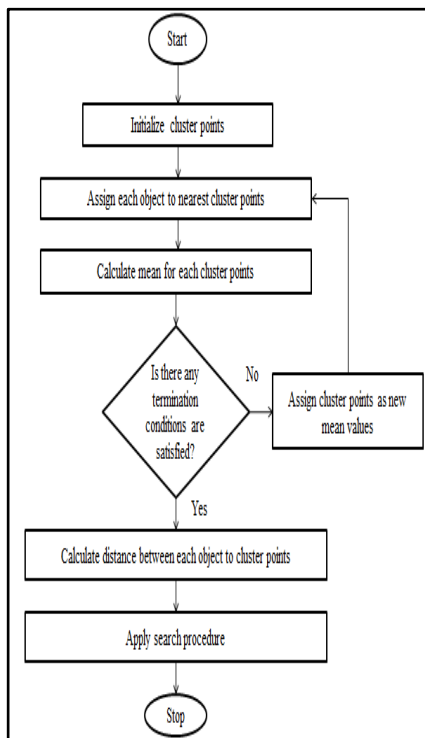 Start
Initialize cluster points
Assign each object to nearest cluster points
Calculate mean for each cluster points
Is there any
termination
conditions are
satisfied?
No
Assign cluster points as new
mean values
Yes
Calculate distance between each object to cluster points
Apply search procedure
Stop